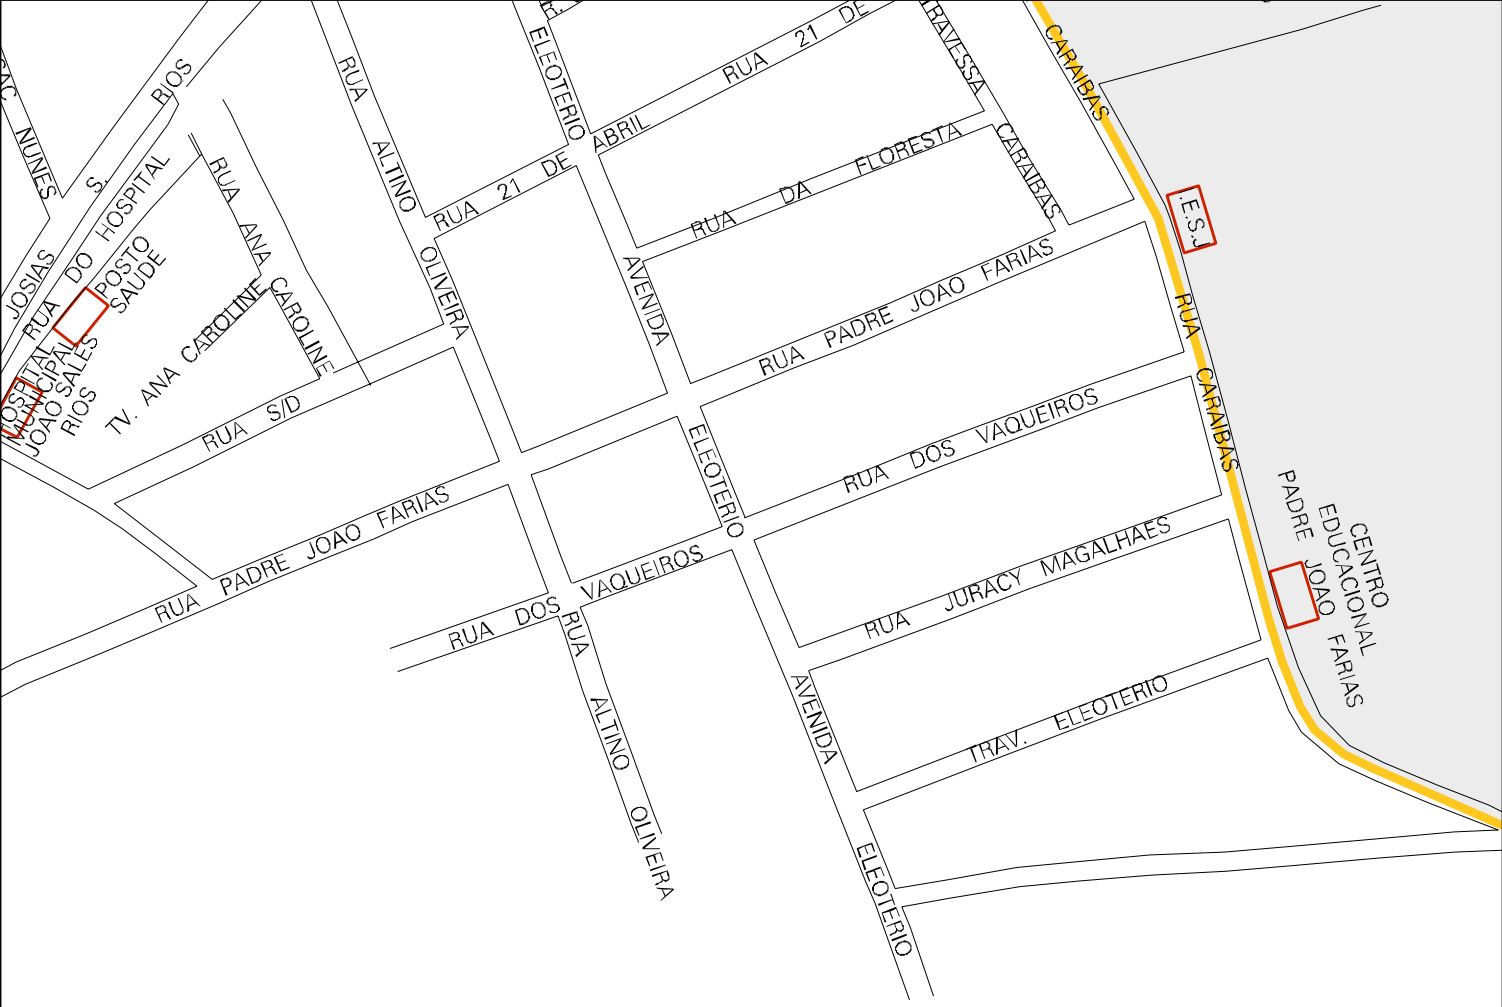 RUA 21 DE
RUA 21 DE ABRIL
TRAVESSA
CARAIBAS
CARAIBAS
RUA
CARAIBAS
RUA DA FLORESTA
RUA PADRE JOAO FARIAS
RUA DOS VAQUEIROS
RUA JURACY MAGALHAES
TRAV. ELEOTERIO
ELEOTERIO
AVENIDA
ELEOTERIO
AVENIDA
ELEOTERIO
RUA
ALTINO
OLIVEIRA
RUA
ALTINO
OLIVEIRA
NUNES
JOSIAS S. RIOS
RUA DO HOSPITAL
POSTO
SAUDE
RUA ANA CAROLINE
TV. ANA CAROLINE
MUNICIPAL
JOAO SALES
RIOS
RUA S/D
RUA PADRE JOAO FARIAS
RUA DOS VAQUEIROS
.E.S.J
CENTRO
EDUCACIONAL
PADRE JOAO FARIAS